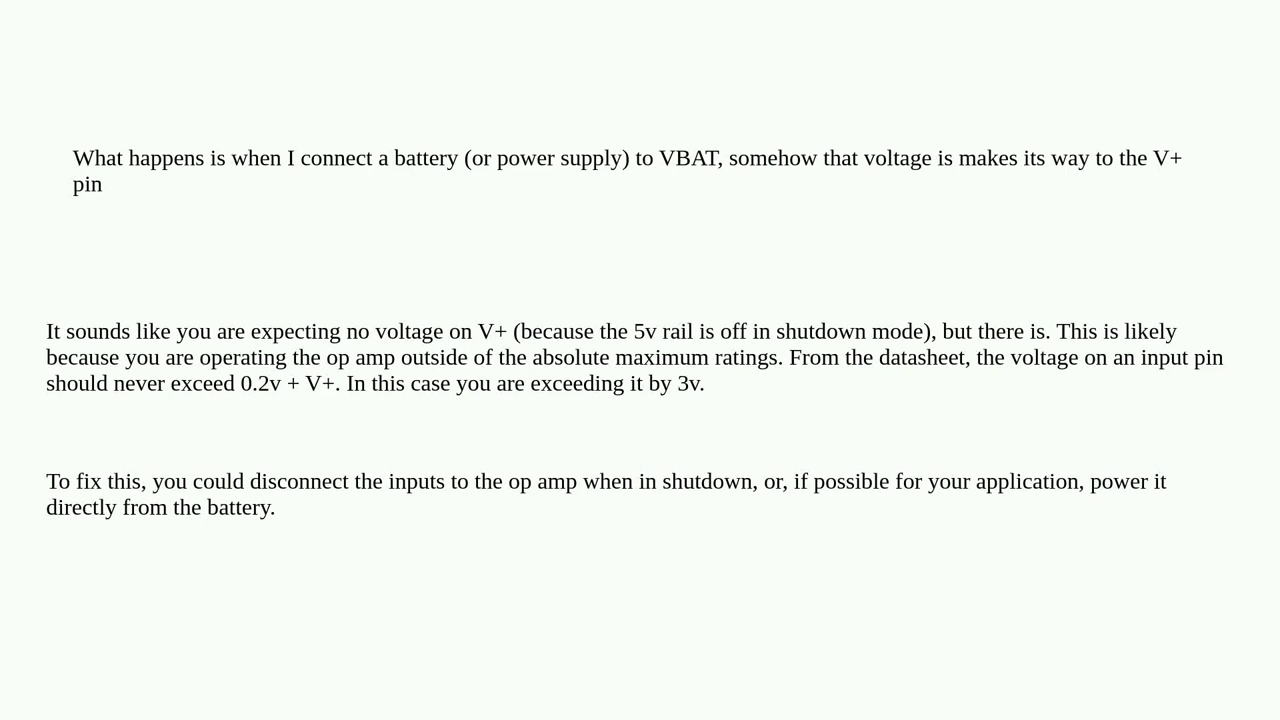 What happens is when I connect a battery (or power supply) to VBAT, somehow that voltage is makes its way to the V+
pin
It sounds like you are expecting no voltage on V+ (because the 5v rail is off in shutdown mode), but there is. This is likely
because you are operating the op amp outside of the absolute maximum ratings. From the datasheet, the voltage on an input pin
should never exceed 0.2v + V+. In this case you are exceeding it by 3v.
To fix this, you could disconnect the inputs to the op amp when in shutdown, or, if possible for your application, power it
directly from the battery.